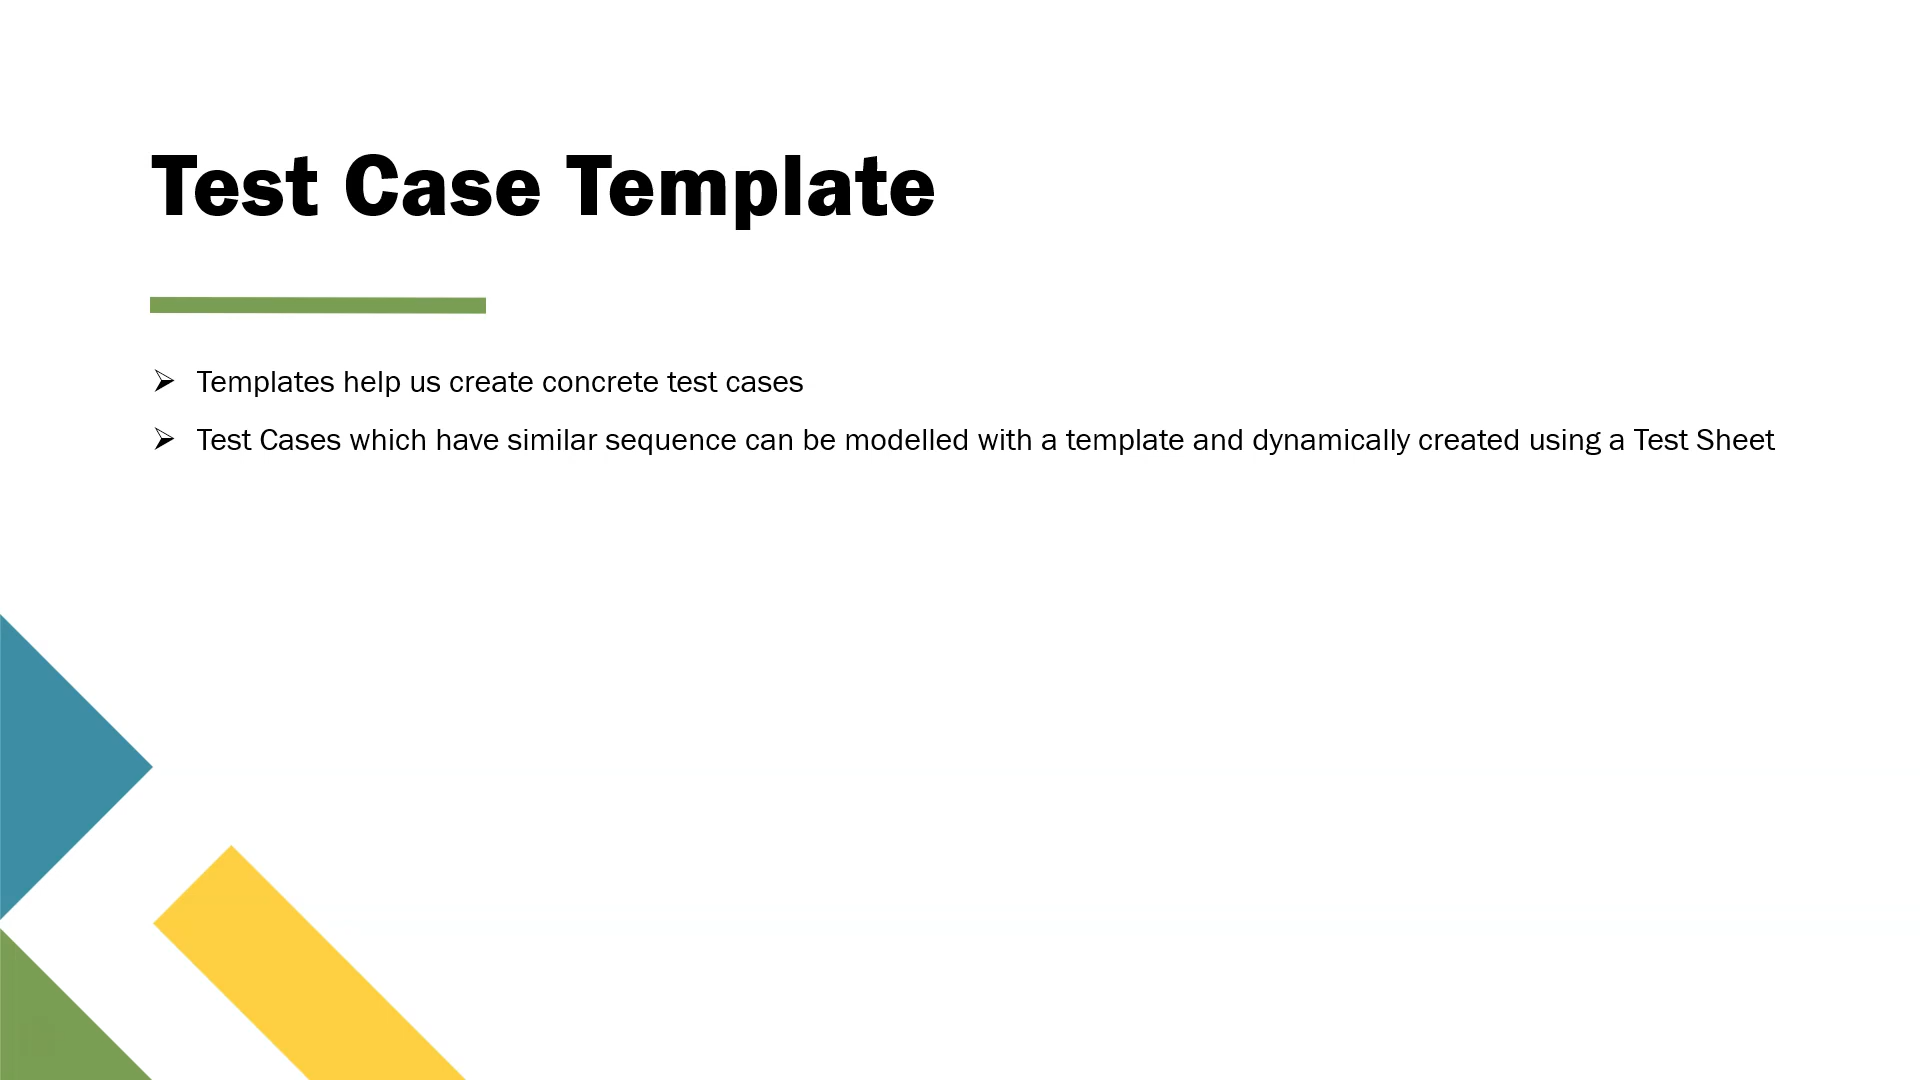 Test Case Template
➢ Templates help us create concrete test cases
➢ Test Cases which have similar sequence can be modelled with a template and dynamically created using a Test Sheet